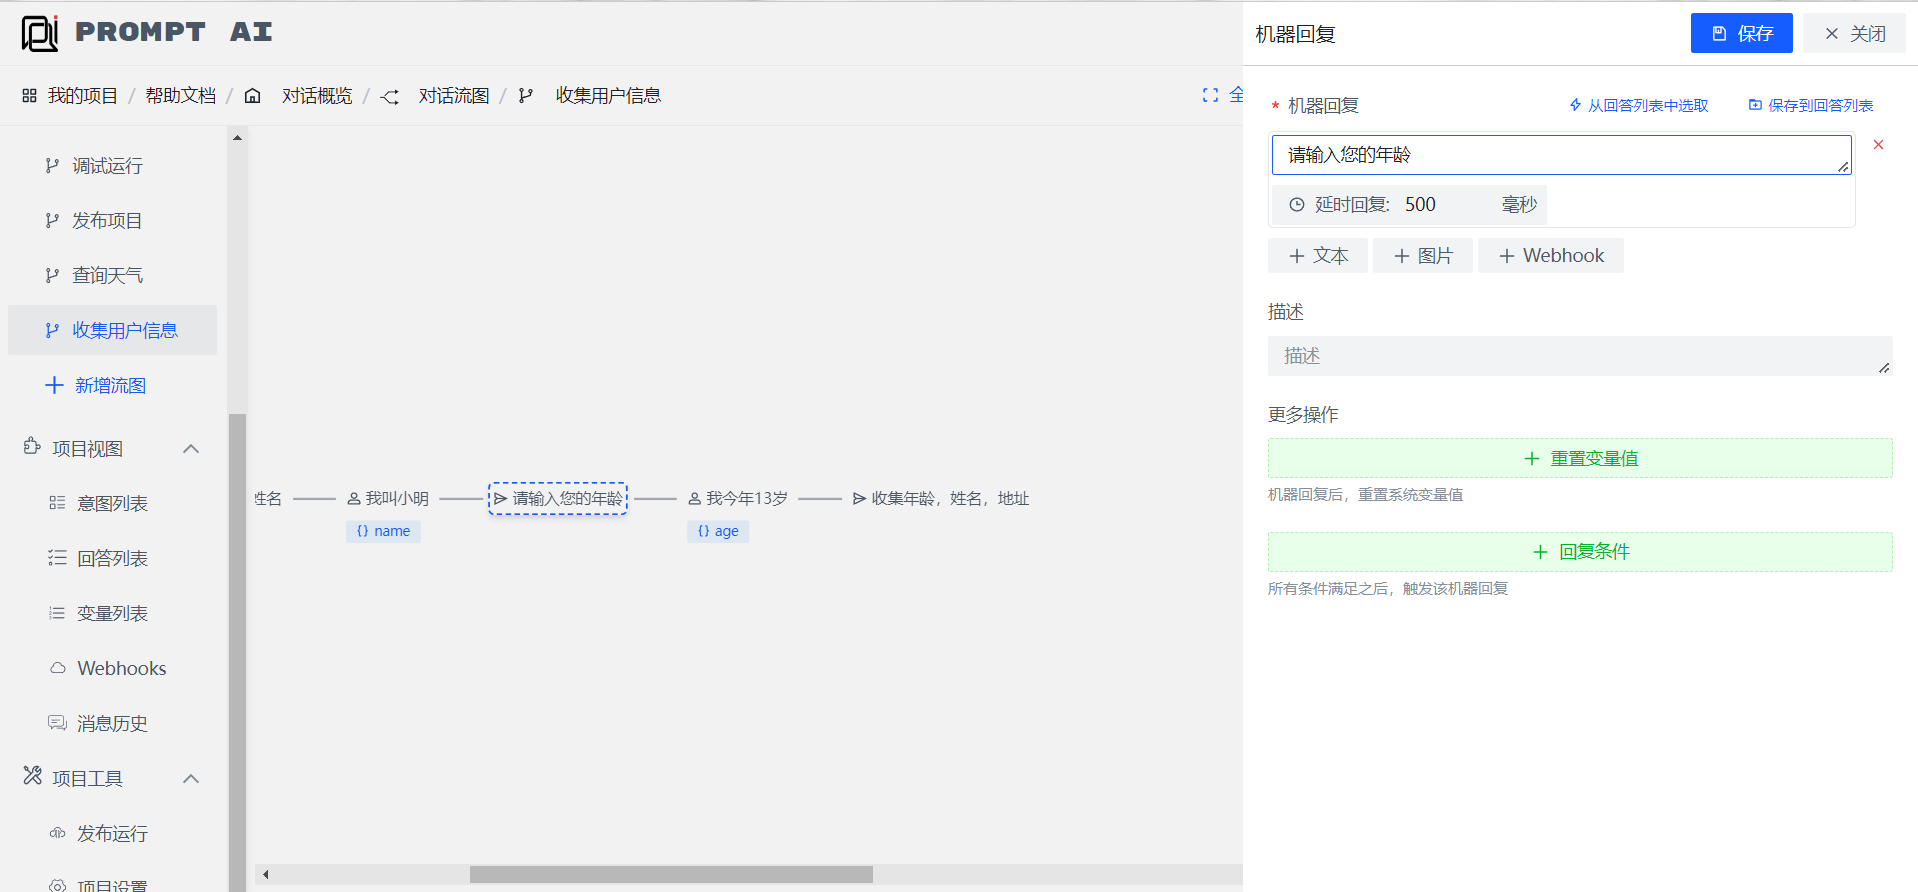 PROMPT AI
我的项目 / 帮助文档 / 对话概览 / 对话流图 / 收集用户信息
全
调试运行
发布项目
查询天气
收集用户信息
新增流图
项目视图
意图列表
回答列表
变量列表
Webhooks
消息历史
项目工具
发布运行
项目设置
姓名
我叫小明
{} name
请输入您的年龄
我今年13岁
{} age
收集年龄，姓名，地址
机器回复
保存
关闭
* 机器回复
从回答列表中选取
保存到回答列表
请输入您的年龄
延时回复: 500 毫秒
+ 文本
+ 图片
+ Webhook
描述
描述
更多操作
+ 重置变量值
机器回复后，重置系统变量值
+ 回复条件
所有条件满足之后，触发该机器回复